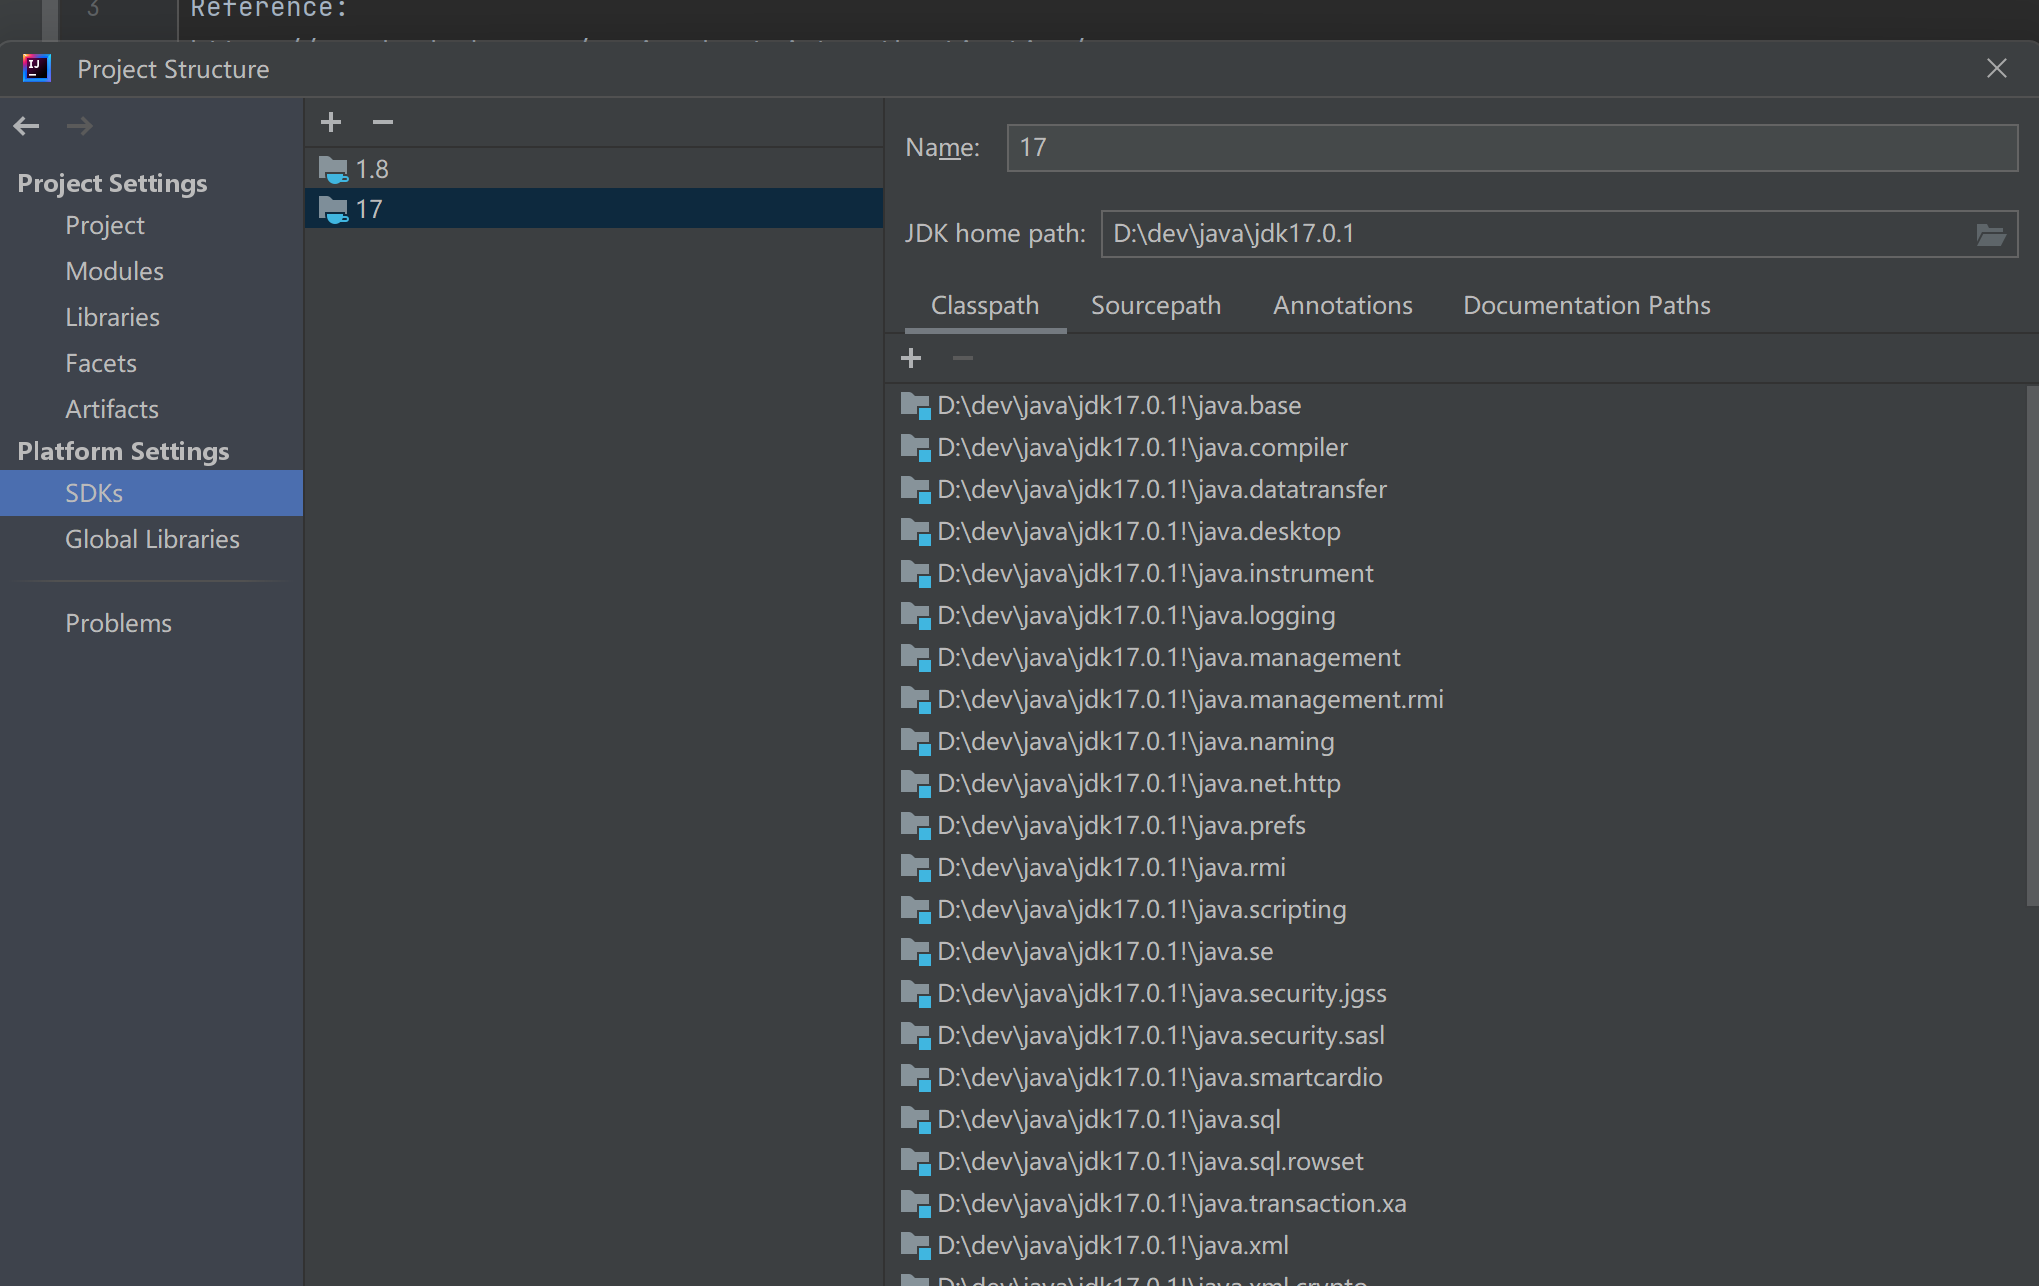 3
Reference:
Project Structure
Project Settings
Project
Modules
Libraries
Facets
Artifacts
Platform Settings
SDKs
Global Libraries
Problems
1.8
17
Name: 17
JDK home path: D:\dev\java\jdk17.0.1
Classpath Sourcepath Annotations Documentation Paths
D:\dev\java\jdk17.0.1!\java.base
D:\dev\java\jdk17.0.1!\java.compiler
D:\dev\java\jdk17.0.1!\java.datatransfer
D:\dev\java\jdk17.0.1!\java.desktop
D:\dev\java\jdk17.0.1!\java.instrument
D:\dev\java\jdk17.0.1!\java.logging
D:\dev\java\jdk17.0.1!\java.management
D:\dev\java\jdk17.0.1!\java.management.rmi
D:\dev\java\jdk17.0.1!\java.naming
D:\dev\java\jdk17.0.1!\java.net.http
D:\dev\java\jdk17.0.1!\java.prefs
D:\dev\java\jdk17.0.1!\java.rmi
D:\dev\java\jdk17.0.1!\java.scripting
D:\dev\java\jdk17.0.1!\java.se
D:\dev\java\jdk17.0.1!\java.security.jgss
D:\dev\java\jdk17.0.1!\java.security.sasl
D:\dev\java\jdk17.0.1!\java.smartcardio
D:\dev\java\jdk17.0.1!\java.sql
D:\dev\java\jdk17.0.1!\java.sql.rowset
D:\dev\java\jdk17.0.1!\java.transaction.xa
D:\dev\java\jdk17.0.1!\java.xml
D:\dev\java\jdk17.0.1!\java.xml.crypto